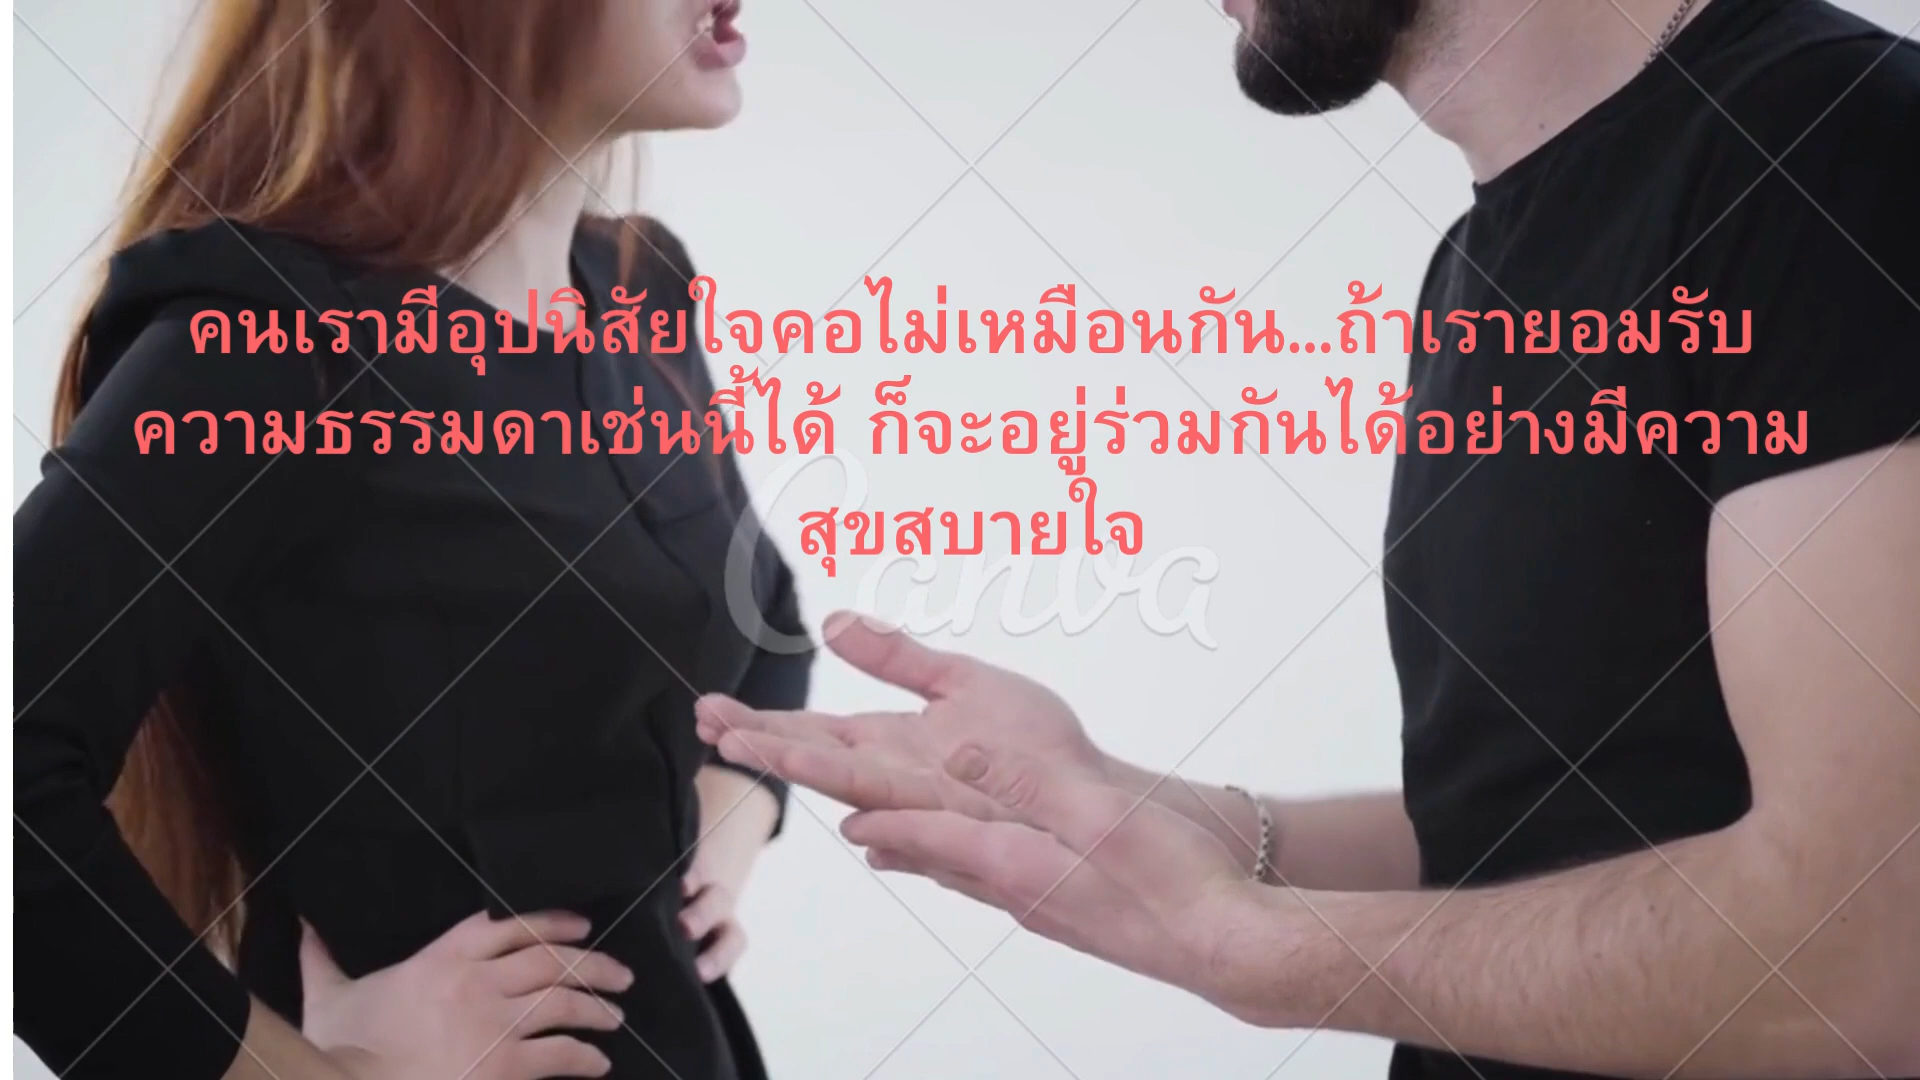 คนเรามีอุปนิสัยใจคอไม่เหมือนกัน...ถ้าเรายอมรับ
ความธรรมดาเช่นนี้ได้ ก็จะอยู่ร่วมกันได้อย่างมีความ
สุขสบายใจ
Canva